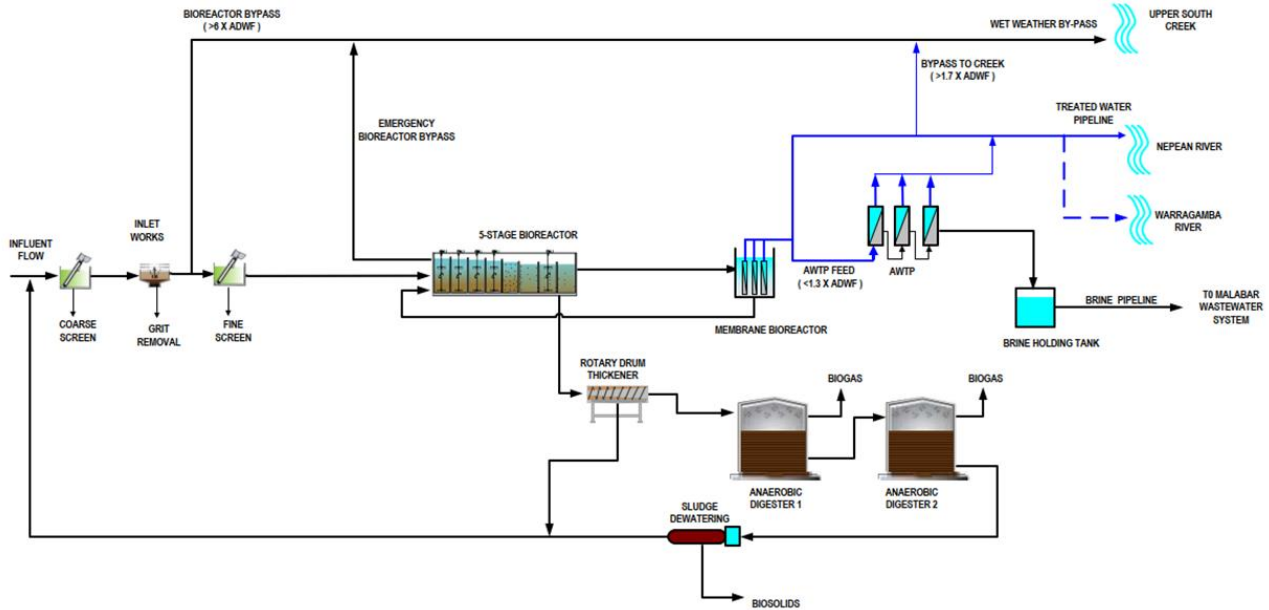 BIOREACTOR BYPASS
( >6 X ADWF )
WET WEATHER BY-PASS
UPPER SOUTH
CREEK
BYPASS TO CREEK
( >1.7 X ADWF )
EMERGENCY
BIOREACTOR BYPASS
TREATED WATER
PIPELINE
NEPEAN RIVER
WARRAGAMBA
RIVER
INFLUENT
FLOW
INLET
WORKS
5-STAGE BIOREACTOR
AWTP FEED
( <1.3 X ADWF )
AWTP
COARSE
SCREEN
GRIT
REMOVAL
FINE
SCREEN
MEMBRANE BIOREACTOR
BRINE PIPELINE
T0 MALABAR
WASTEWATER
SYSTEM
BRINE HOLDING TANK
ROTARY DRUM
THICKENER
BIOGAS
BIOGAS
ANAEROBIC
DIGESTER 1
ANAEROBIC
DIGESTER 2
SLUDGE
DEWATERING
BIOSOLIDS